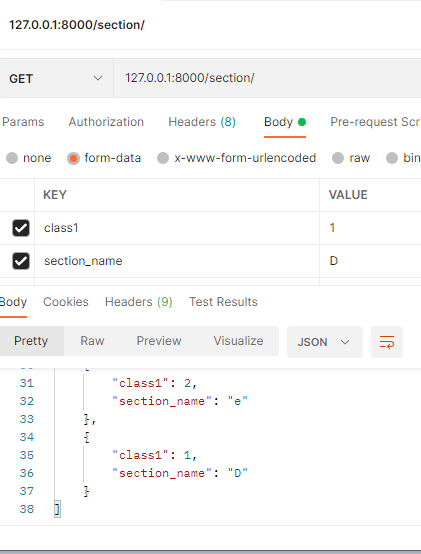 127.0.0.1:8000/section/
GET 127.0.0.1:8000/section/
Params Authorization Headers (8) Body Pre-request Scr
none form-data x-www-form-urlencoded raw bin
KEY VALUE
class1 1
section_name D
Body Cookies Headers (9) Test Results
Pretty Raw Preview Visualize JSON
31 "class1": 2,
32 "section_name": "e"
33 },
34 {
35 "class1": 1,
36 "section_name": "D"
37 }
38 ]